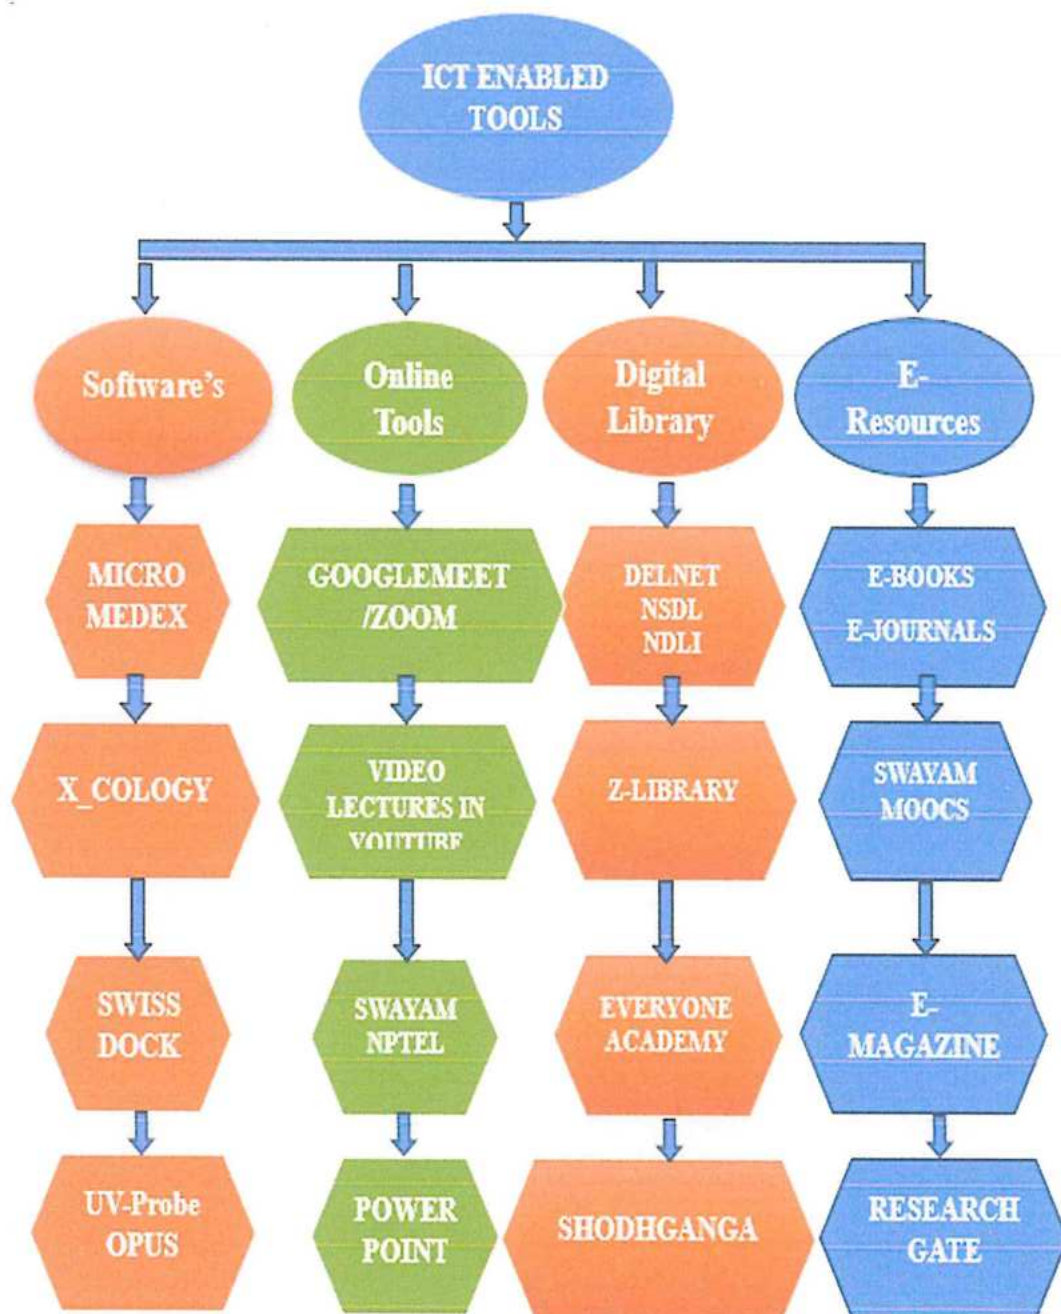 ICT ENABLED
TOOLS
Software's
Online
Tools
Digital
Library
E-
Resources
MICRO
MEDEX
GOOGLEMEET
/ZOOM
DELNET
NSDL
NDLI
E-BOOKS
E-JOURNALS
X_COLOGY
VIDEO
LECTURES IN
YOUTUBE
Z-LIBRARY
SWAYAM
MOOCS
SWISS
DOCK
SWAYAM
NPTEL
EVERYONE
ACADEMY
E-
MAGAZINE
UV-Probe
OPUS
POWER
POINT
SHODHGANGA
RESEARCH
GATE